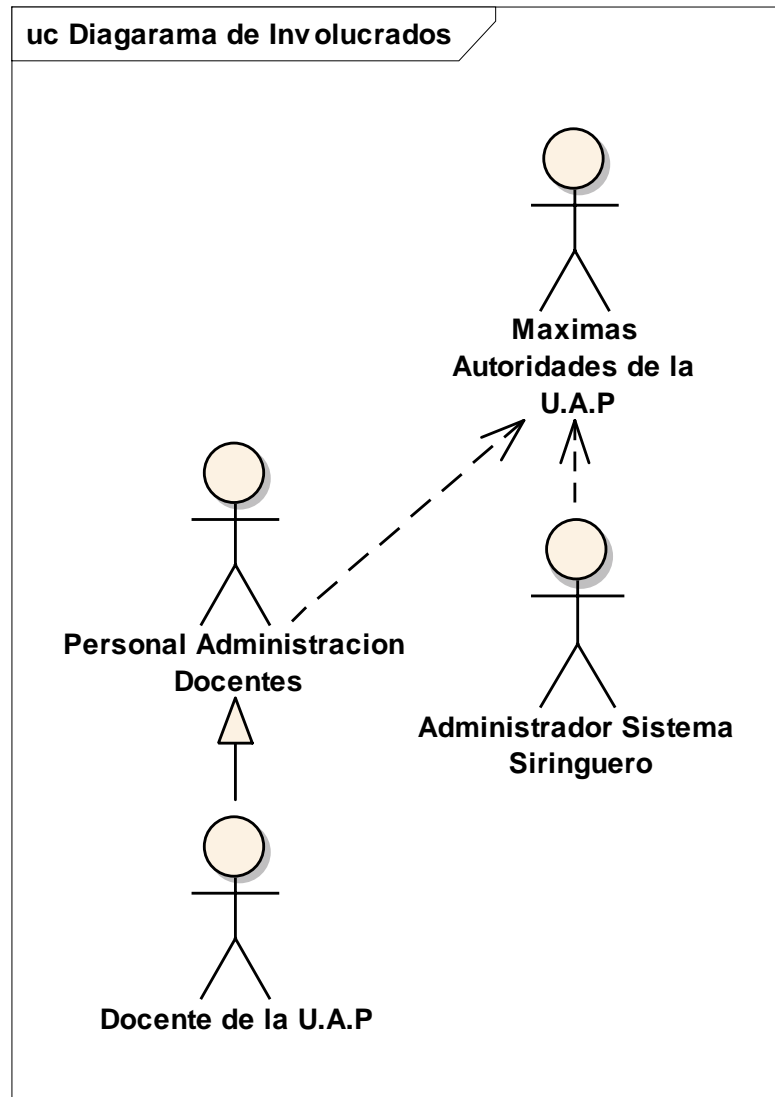 uc Diagarama de Involucrados
Maximas
Autoridades de la
U.A.P
Personal Administracion
Docentes
Administrador Sistema
Siringuero
Docente de la U.A.P